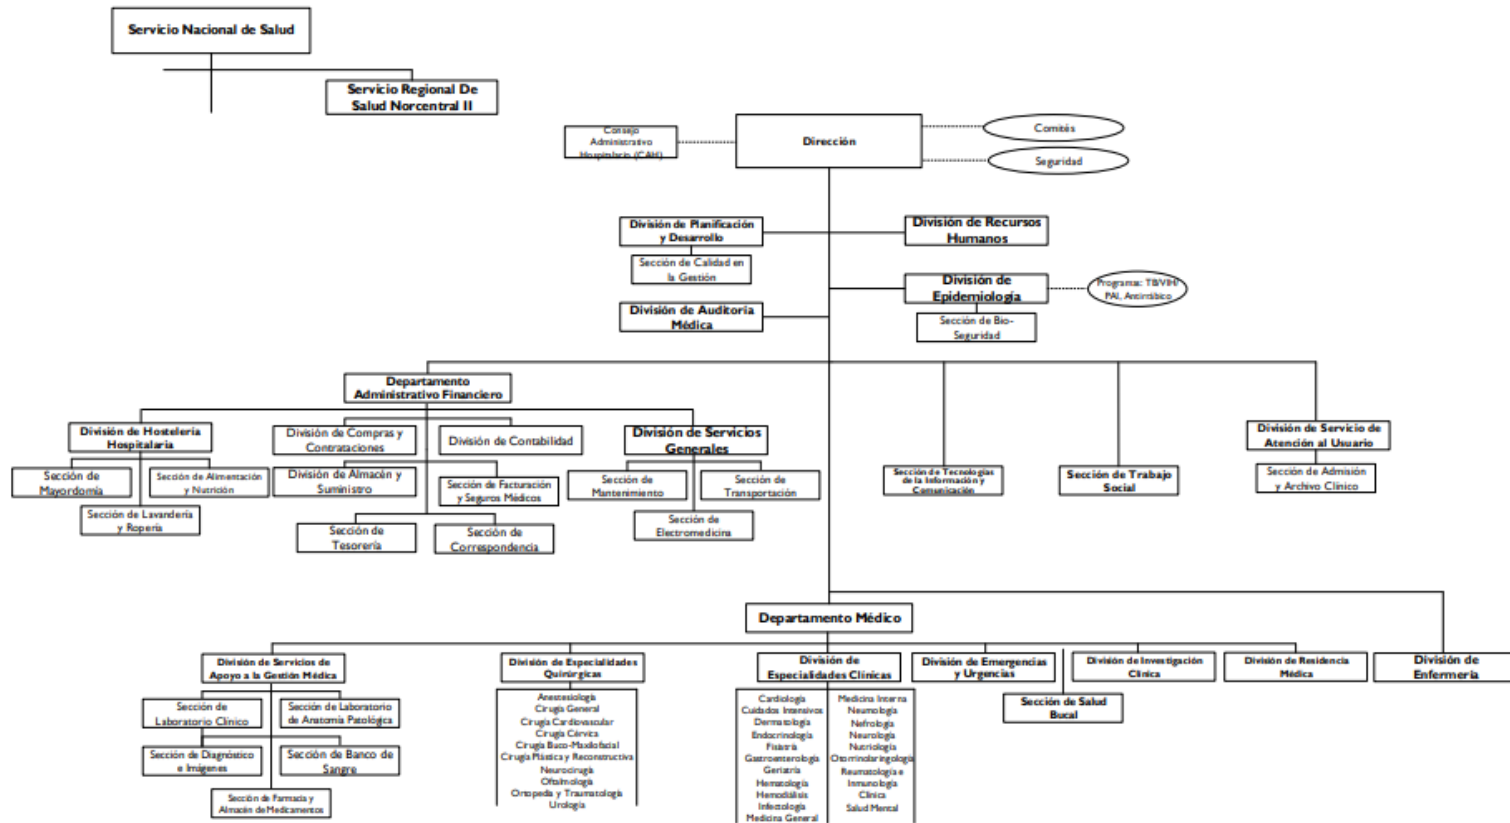 Servicio Nacional de Salud
Servicio Regional De
Salud Norcentral II
Consejo
Administrativo
Hospitalario (CAH)
Dirección
Comités
Seguridad
División de Planificación
y Desarrollo
División de Recursos
Humanos
Sección de Calidad en
la Gestión
División de
Epidemiología
Programa: TB/VIH/
PAI, Antirrábico
División de Auditoria
Médica
Sección de Bio-
Seguridad
Departamento
Administrativo Financiero
División de Hostelería
Hospitalaria
División de Compras y
Contrataciones
División de Contabilidad
División de Servicios
Generales
División de Servicio de
Atención al Usuario
Sección de
Mayordomía
Sección de Alimentación
y Nutrición
División de Almacén y
Suministro
Sección de Facturación
y Seguros Médicos
Sección de
Mantenimiento
Sección de
Transportación
Sección de Tecnologías
de la Información y
Comunicación
Sección de Trabajo
Social
Sección de Admisión
y Archivo Clínico
Sección de Lavandería
y Ropería
Sección de
Tesorería
Sección de
Correspondencia
Sección de
Electromedicina
Departamento Médico
División de Servicios de
Apoyo a la Gestión Médica
División de Especialidades
Quirúrgicas
División de
Especialidades Clínicas
División de Emergencias
y Urgencias
División de Investigación
Clínica
División de Residencia
Médica
División de
Enfermería
Sección de
Laboratorio Clínico
Sección de Laboratorio
de Anatomía Patológica
Sección de Diagnóstico
e Imágenes
Sección de Banco de
Sangre
Sección de Farmacia y
Almacén de Medicamentos
Anestesiología
Cirugía General
Cirugía Cardiovascular
Cirugía Cérvica
Cirugía Buco-Maxilofacial
Cirugía Plástica y Reconstructiva
Neurocirugía
Oftalmología
Ortopedia y Traumatología
Urología
Cardiología
Cuidados Intensivos
Dermatología
Endocrinología
Fisiatría
Gastroenterología
Geriatría
Hematología
Hemodiálisis
Infectología
Medicina General
Medicina Interna
Neumología
Nefrología
Neurología
Nutriología
Otorrinolaringología
Reumatología e
Inmunología
Clínica
Salud Mental
Sección de Salud
Bucal